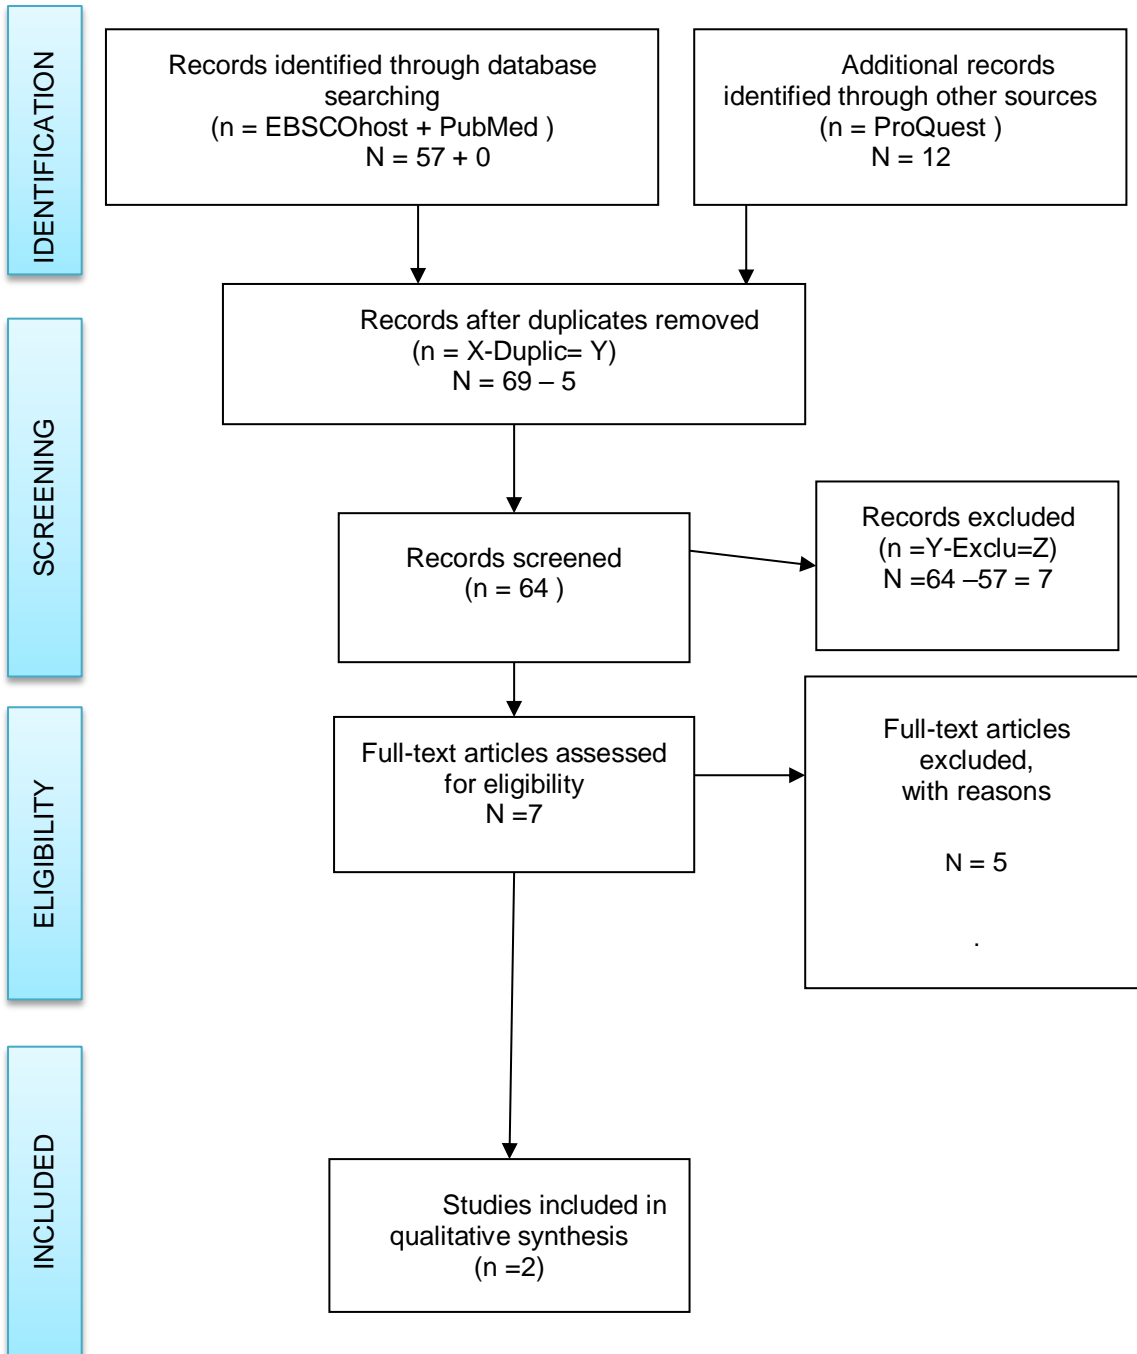 IDENTIFICATION
Records identified through database
searching
(n = EBSCOhost + PubMed )
N = 57 + 0
Additional records
identified through other sources
(n = ProQuest )
N = 12
SCREENING
Records after duplicates removed
(n = X-Duplic= Y)
N = 69 – 5
Records screened
(n = 64 )
Records excluded
(n =Y-Exclu=Z)
N =64 –57 = 7
ELIGIBILITY
Full-text articles assessed
for eligibility
N =7
Full-text articles
excluded,
with reasons
N = 5
.
INCLUDED
Studies included in
qualitative synthesis
(n =2)